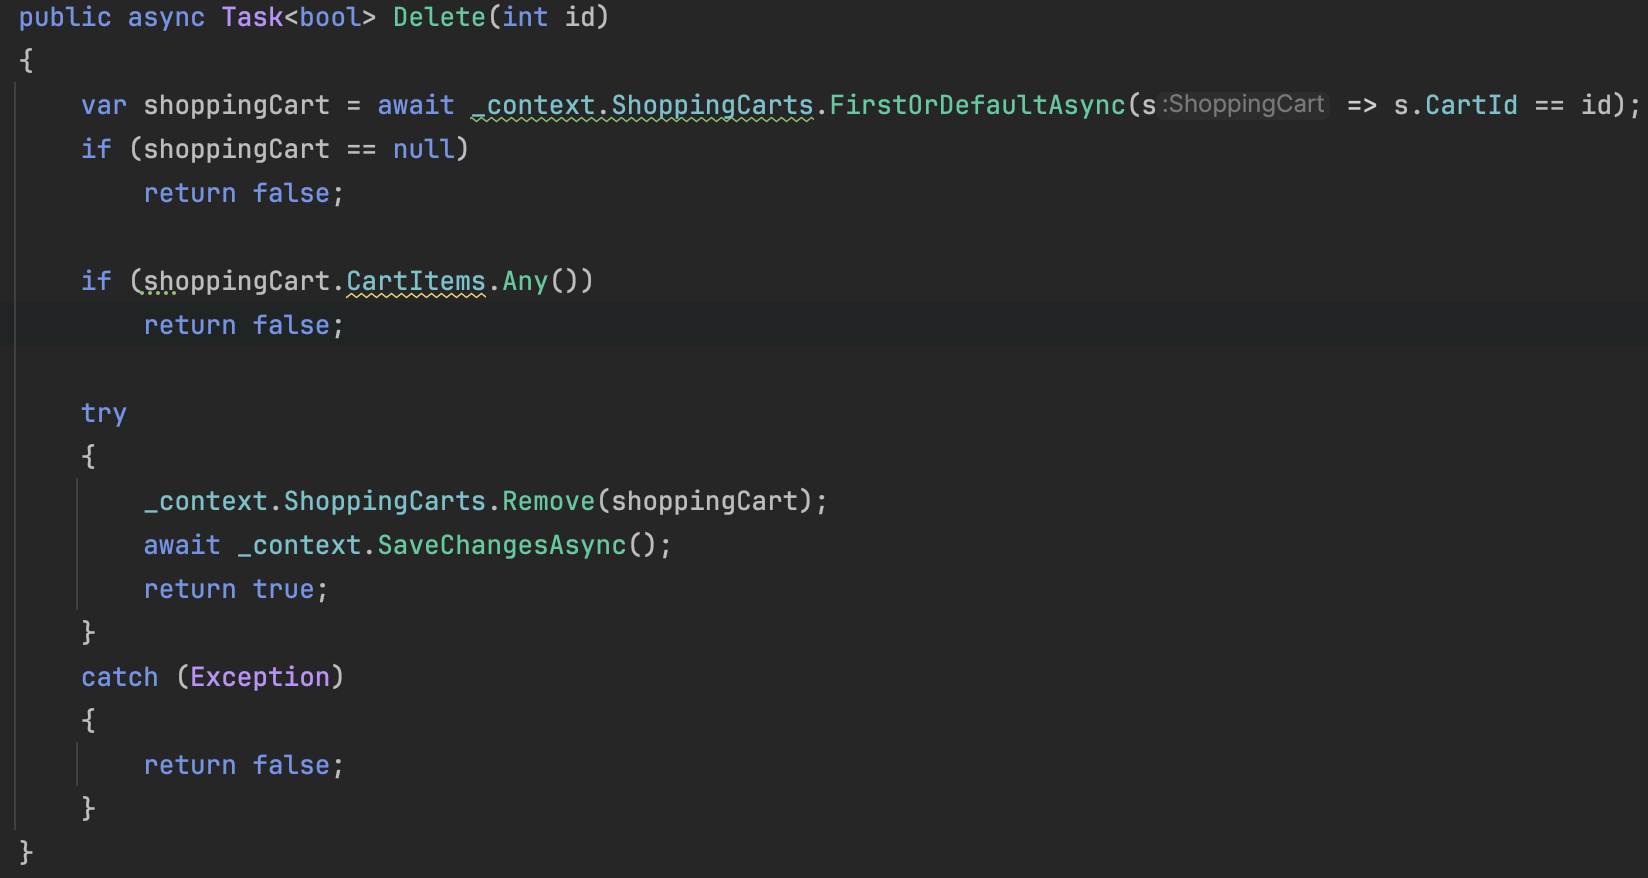 public async Task<bool> Delete(int id)
{
    var shoppingCart = await _context.ShoppingCarts.FirstOrDefaultAsync(s :ShoppingCart => s.CartId == id);
    if (shoppingCart == null)
        return false;

    if (shoppingCart.CartItems.Any())
        return false;

    try
    {
        _context.ShoppingCarts.Remove(shoppingCart);
        await _context.SaveChangesAsync();
        return true;
    }
    catch (Exception)
    {
        return false;
    }
}